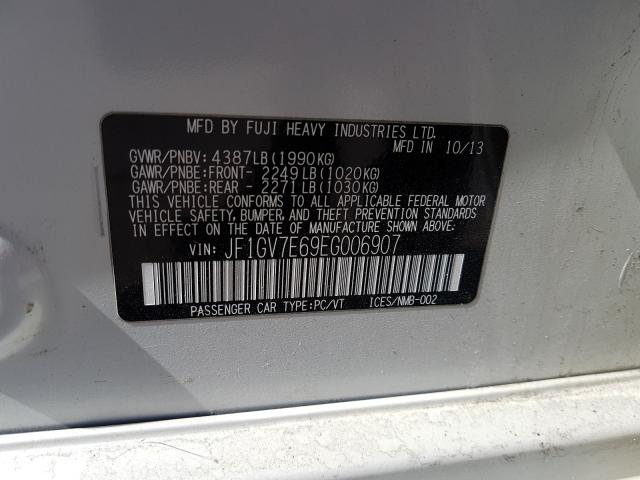 MFD BY FUJI HEAVY INDUSTRIES LTD.
MFD IN 10/13
GVWR/PNBV: 4387LB(1990KG)
GAWR/PNBE:FRONT- 2249LB(1020KG)
GAWR/PNBE:REAR - 2271LB(1030KG)
THIS VEHICLE CONFORMS TO ALL APPLICABLE FEDERAL MOTOR
VEHICLE SAFETY, BUMPER, AND THEFT PREVENTION STANDARDS
IN EFFECT ON THE DATE OF MANUFACTURE SHOWN ABOVE.
VIN: JF1GV7E69EG006907
PASSENGER CAR TYPE:PC/VT ICES/NMB-002